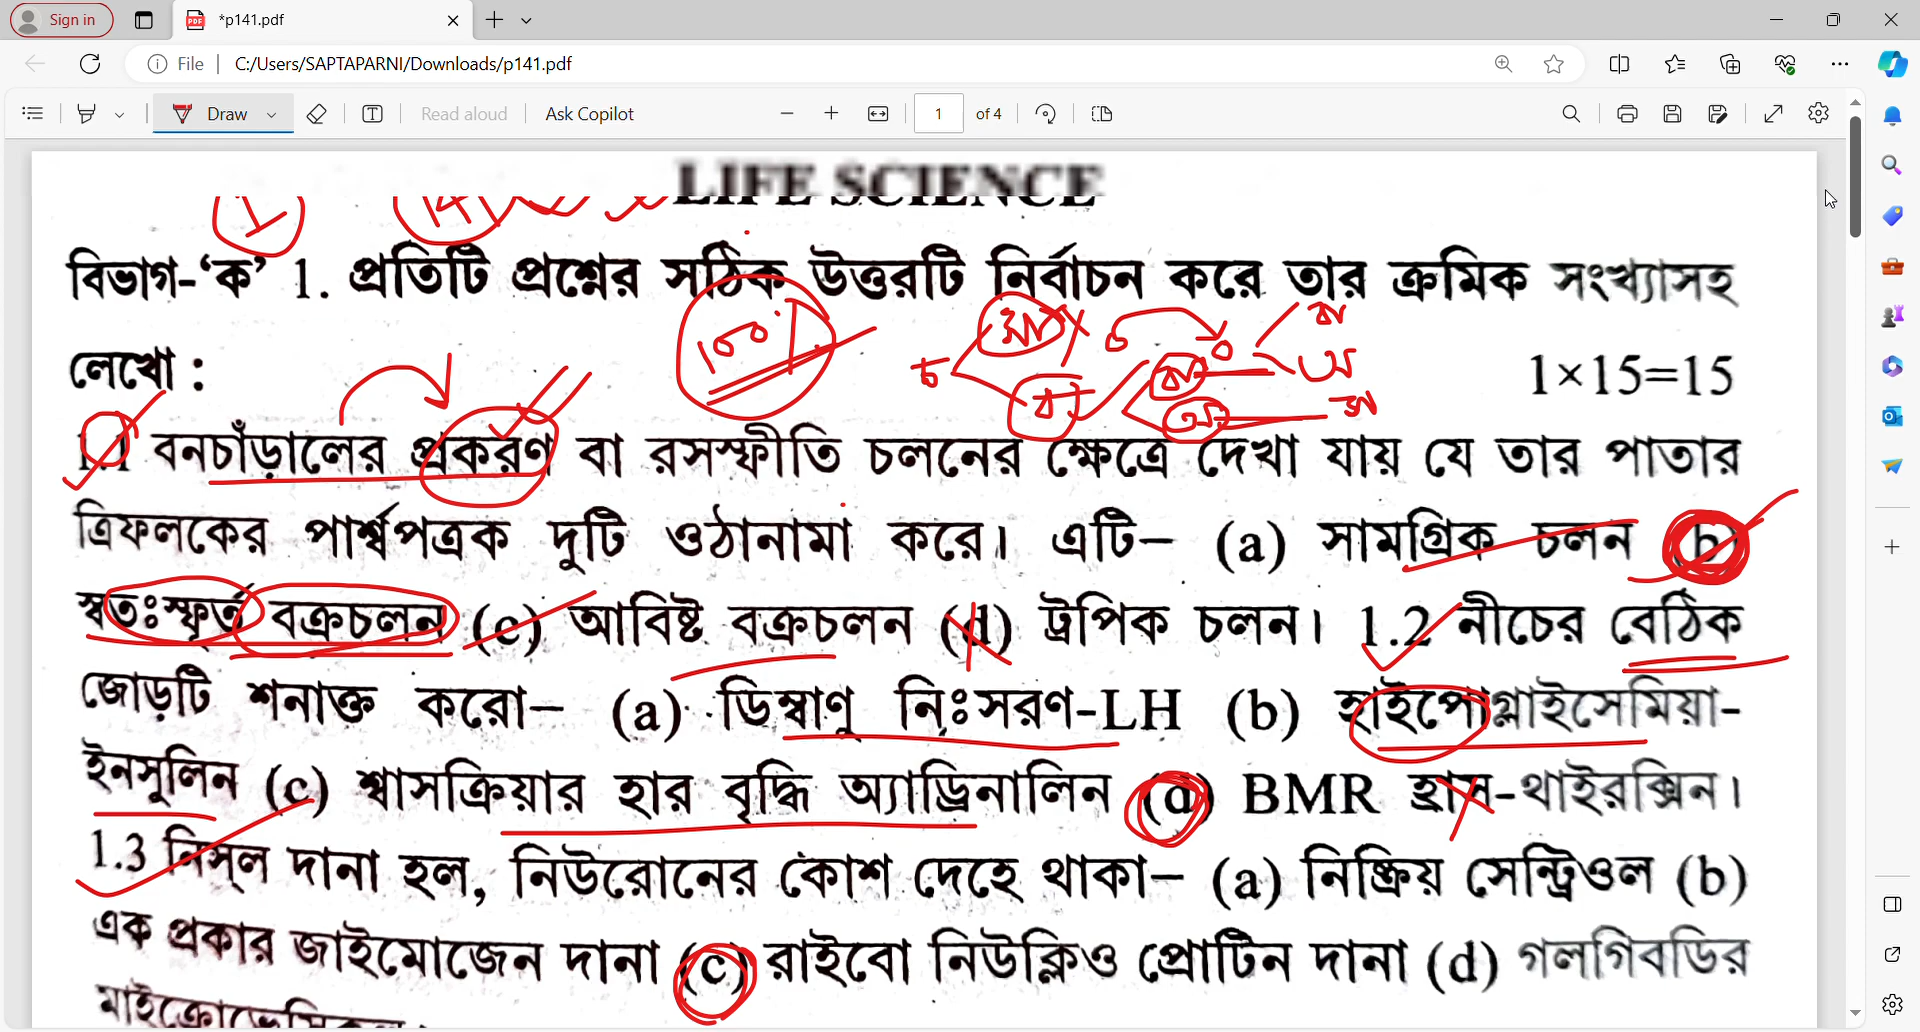 Sign in
*p141.pdf
File
C:/Users/SAPTAPARNI/Downloads/p141.pdf
Draw
Read aloud
Ask Copilot
1
of 4
LIFE SCIENCE
1
বিভাগ-‘ক’ 1. প্রতিটি প্রশ্নের সঠিক উত্তরটি নির্বাচন করে তার ক্রমিক সংখ্যাসহ
লেখো :
1×15=15
1.1 বনচাঁড়ালের প্রকরণ বা রসস্ফীতি চলনের ক্ষেত্রে দেখা যায় যে তার পাতার
ত্রিফলকের পার্শ্বপত্রক দুটি ওঠানামা করে। এটি– (a) সামগ্রিক চলন (b)
স্বতঃস্ফূর্ত বক্রচলন (c) আবিষ্ট বক্রচলন (d) ট্রপিক চলন। 1.2 নীচের বেঠিক
জোড়টি শনাক্ত করো– (a) ডিম্বাণু নিঃসরণ-LH (b) হাইপোগ্লাইসেমিয়া-
ইনসুলিন (c) শ্বাসক্রিয়ার হার বৃদ্ধি অ্যাড্রিনালিন (d) BMR হ্রাস-থাইরক্সিন।
1.3 নিস্‌ল দানা হল, নিউরোনের কোশ দেহে থাকা– (a) নিষ্ক্রিয় সেন্ট্রিওল (b)
এক প্রকার জাইমোজেন দানা (c) রাইবো নিউক্লিও প্রোটিন দানা (d) গলগিবডির